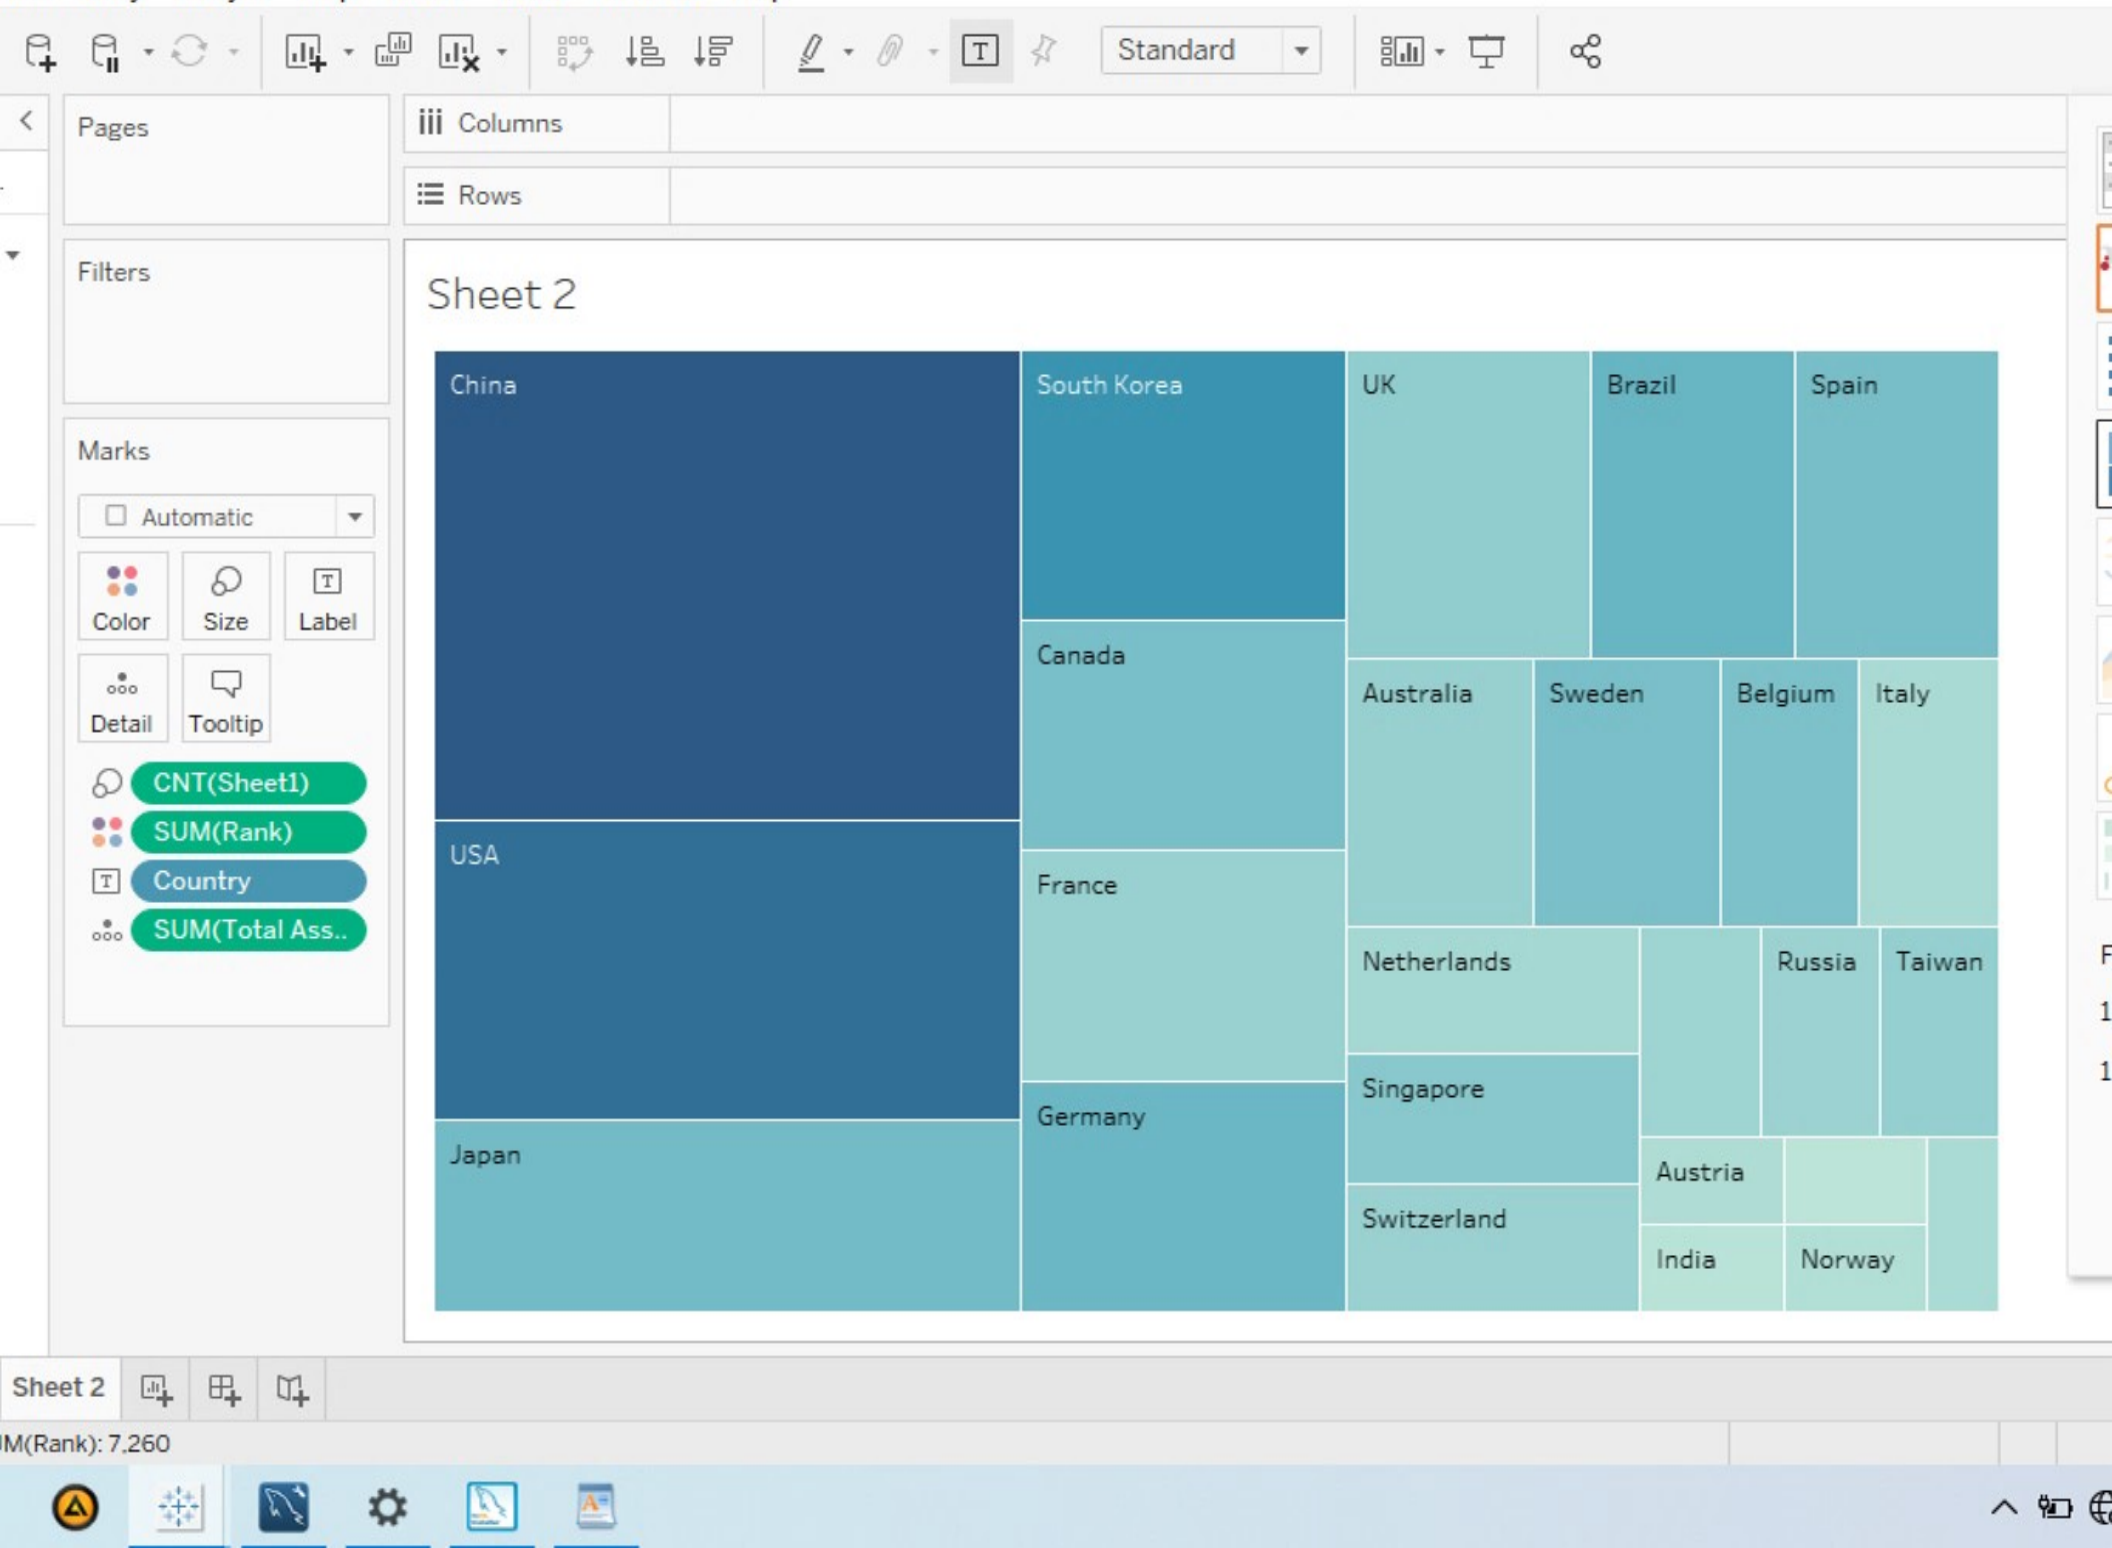 Standard
Pages
Columns
Rows
Filters
Sheet 2
Marks
Automatic
Color
Size
Label
Detail
Tooltip
CNT(Sheet1)
SUM(Rank)
Country
SUM(Total Ass..
China
South Korea
UK
Brazil
Spain
Canada
Australia
Sweden
Belgium
Italy
USA
France
Netherlands
Russia
Taiwan
Singapore
Germany
Japan
Austria
Switzerland
India
Norway
F
1
1
Sheet 2
M(Rank): 7,260